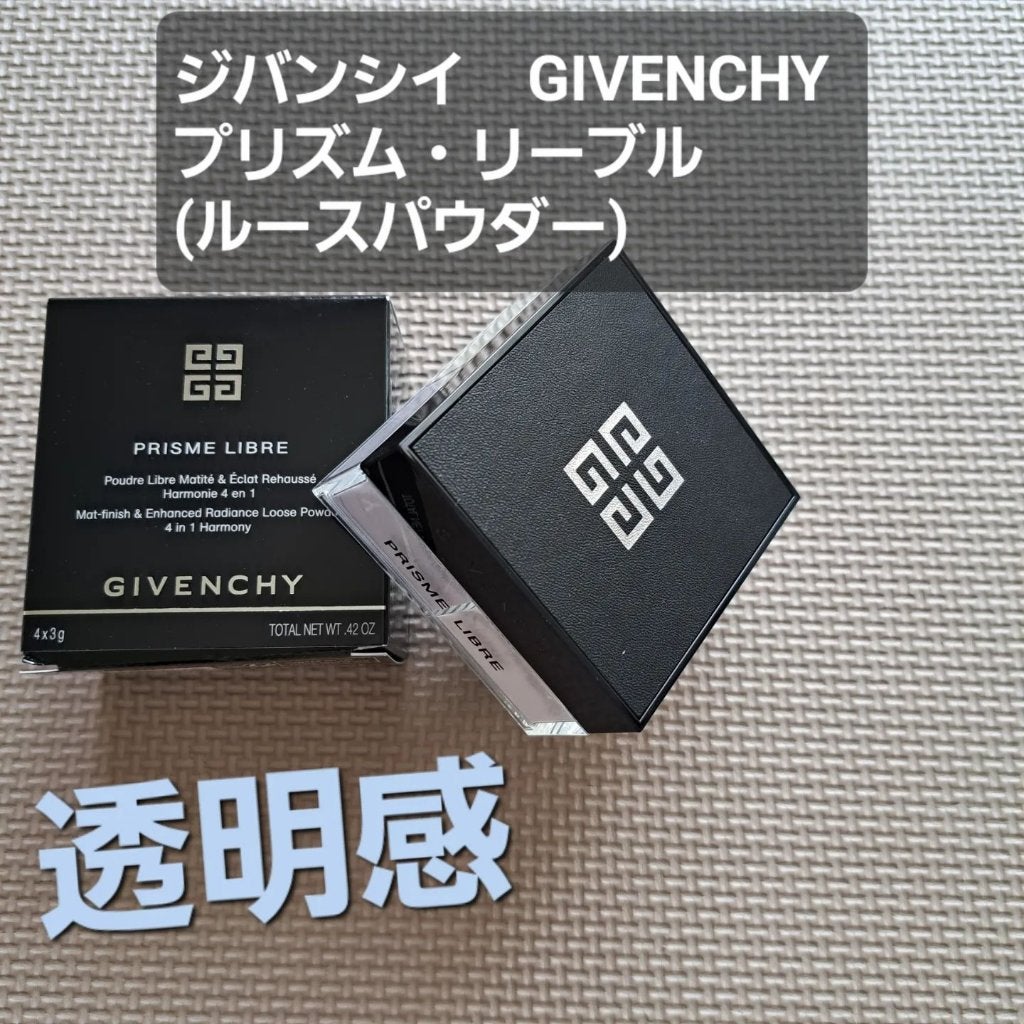 ジバンシイ　GIVENCHY
プリズム・リーブル
(ルースパウダー)
PRISME LIBRE
Poudre Libre Matité & Éclat Rehaussé
Harmonie 4 en 1
Mat-finish & Enhanced Radiance Loose
4 in 1 Harmony
GIVENCHY
4x3g
TOTAL NET WT .42 OZ
PRISME LIBRE
透明感